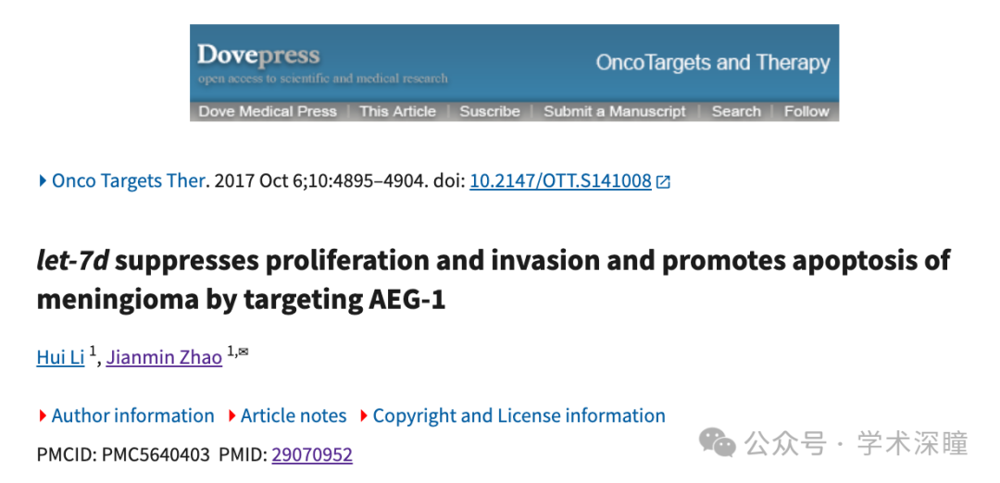 Dovepress
open access to scientific and medical research
OncoTargets and Therapy
Dove Medical Press | This Article | Suscribe | Submit a Manuscript | Search | Follow
Onco Targets Ther. 2017 Oct 6;10:4895–4904. doi: 10.2147/OTT.S141008
let-7d suppresses proliferation and invasion and promotes apoptosis of
meningioma by targeting AEG-1
Hui Li 1, Jianmin Zhao 1,✉
Author information Article notes Copyright and License information
PMCID: PMC5640403 PMID: 29070952
公众号 · 学术深瞳